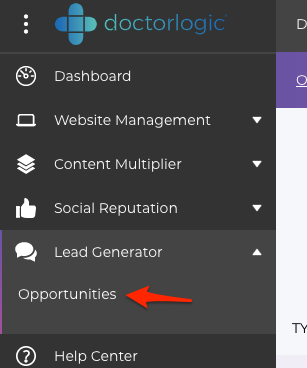 doctorlogic
D
Dashboard
O
Website Management
Content Multiplier
Social Reputation
Lead Generator
Opportunities
TY
Help Center